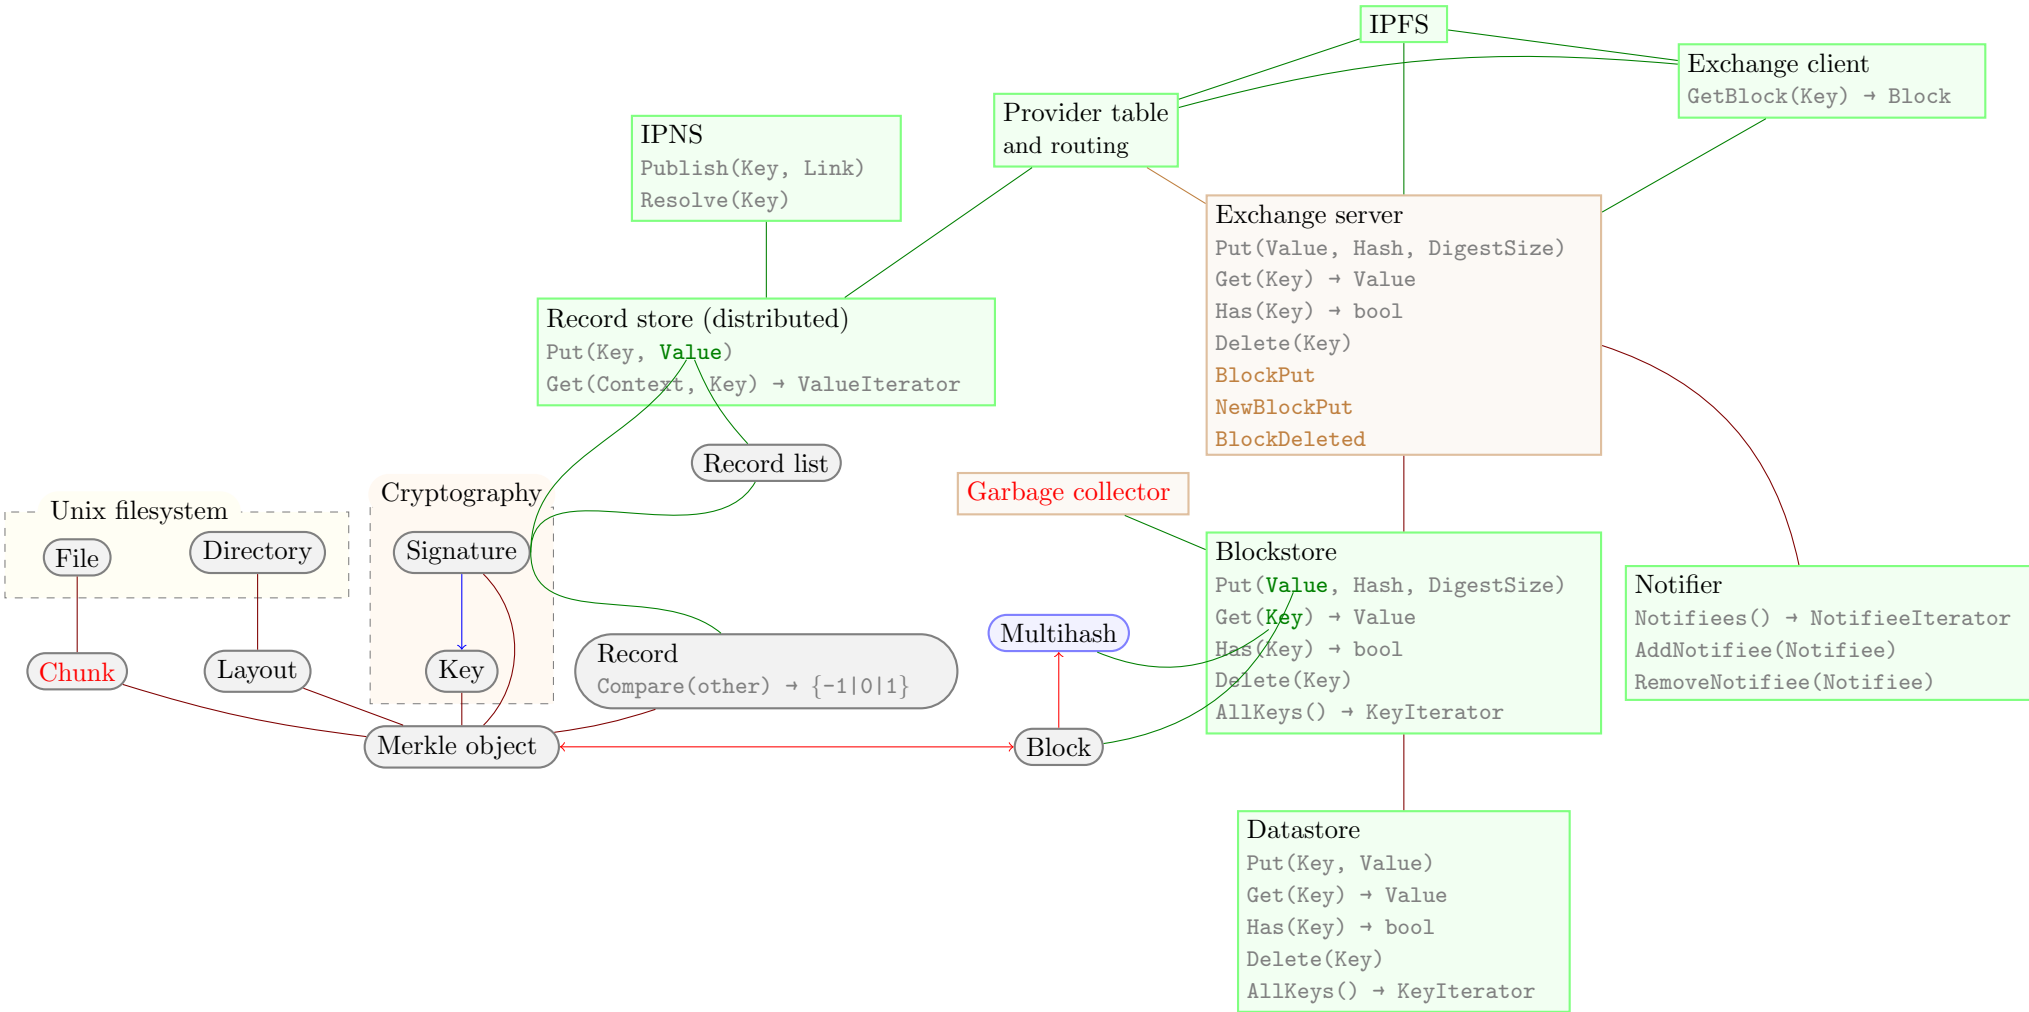 IPFS
Exchange client
GetBlock(Key) → Block
Provider table
and routing
IPNS
Publish(Key, Link)
Resolve(Key)
Exchange server
Put(Value, Hash, DigestSize)
Get(Key) → Value
Has(Key) → bool
Delete(Key)
BlockPut
NewBlockPut
BlockDeleted
Record store (distributed)
Put(Key, Value)
Get(Context, Key) → ValueIterator
Record list
Garbage collector
Cryptography
Unix filesystem
File
Directory
Signature
Blockstore
Put(Value, Hash, DigestSize)
Get(Key) → Value
Has(Key) → bool
Delete(Key)
AllKeys() → KeyIterator
Notifier
Notifiees() → NotifieeIterator
AddNotifiee(Notifiee)
RemoveNotifiee(Notifiee)
Multihash
Chunk
Layout
Key
Record
Compare(other) → {-1|0|1}
Merkle object
Block
Datastore
Put(Key, Value)
Get(Key) → Value
Has(Key) → bool
Delete(Key)
AllKeys() → KeyIterator